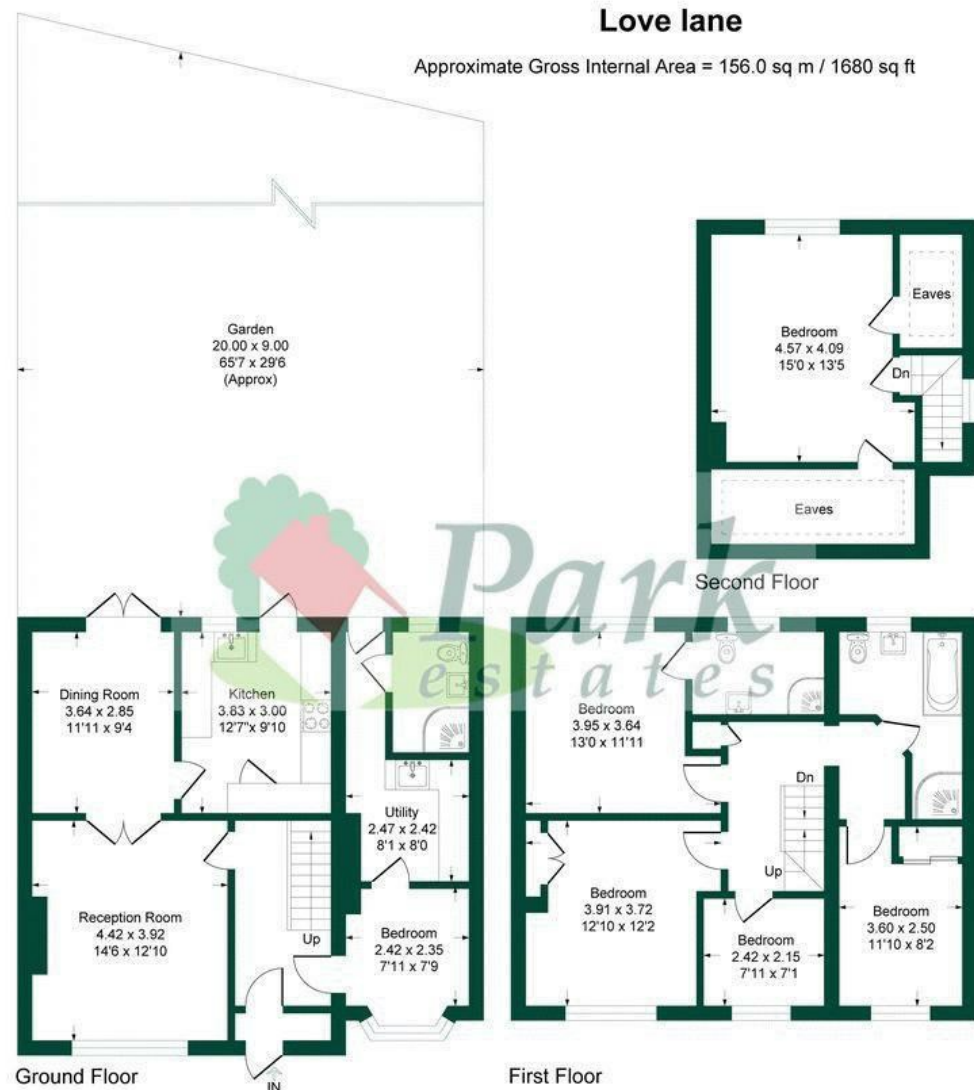 Love lane
Approximate Gross Internal Area = 156.0 sq m / 1680 sq ft
Garden
20.00 x 9.00
65'7 x 29'6
(Approx)
Bedroom
4.57 x 4.09
15'0 x 13'5
Eaves
Dn
Eaves
Second Floor
Park
estates
Dining Room
3.64 x 2.85
11'11 x 9'4
Kitchen
3.83 x 3.00
12'7" x 9'10
Utility
2.47 x 2.42
8'1 x 8'0
Reception Room
4.42 x 3.92
14'6 x 12'10
Up
Bedroom
2.42 x 2.35
7'11 x 7'9
IN
Ground Floor
Bedroom
3.95 x 3.64
13'0 x 11'11
Dn
Up
Bedroom
3.91 x 3.72
12'10 x 12'2
Bedroom
2.42 x 2.15
7'11 x 7'1
Bedroom
3.60 x 2.50
11'10 x 8'2
First Floor